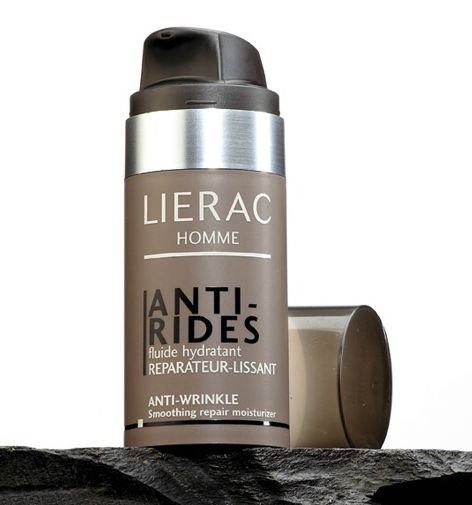 LIERAC
HOMME
ANTI-
RIDES
fluide hydratant
REPARATEUR-LISSANT
ANTI-WRINKLE
Smoothing repair moisturizer